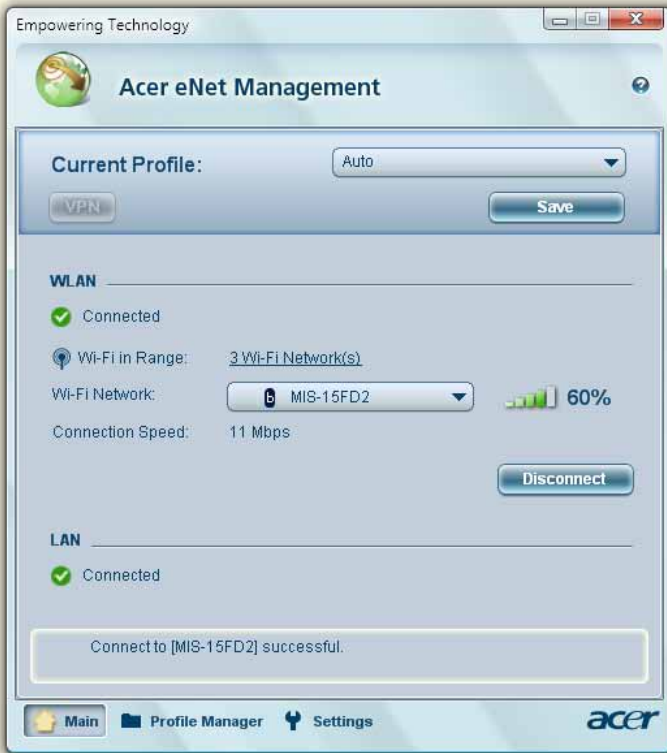 Empowering Technology
Acer eNet Management
Current Profile:
Auto
VPN
Save
WLAN
Connected
Wi-Fi in Range:
3 Wi-Fi Network(s)
Wi-Fi Network:
b MIS-15FD2
60%
Connection Speed:
11 Mbps
Disconnect
LAN
Connected
Connect to [MIS-15FD2] successful.
Main
Profile Manager
Settings
acer